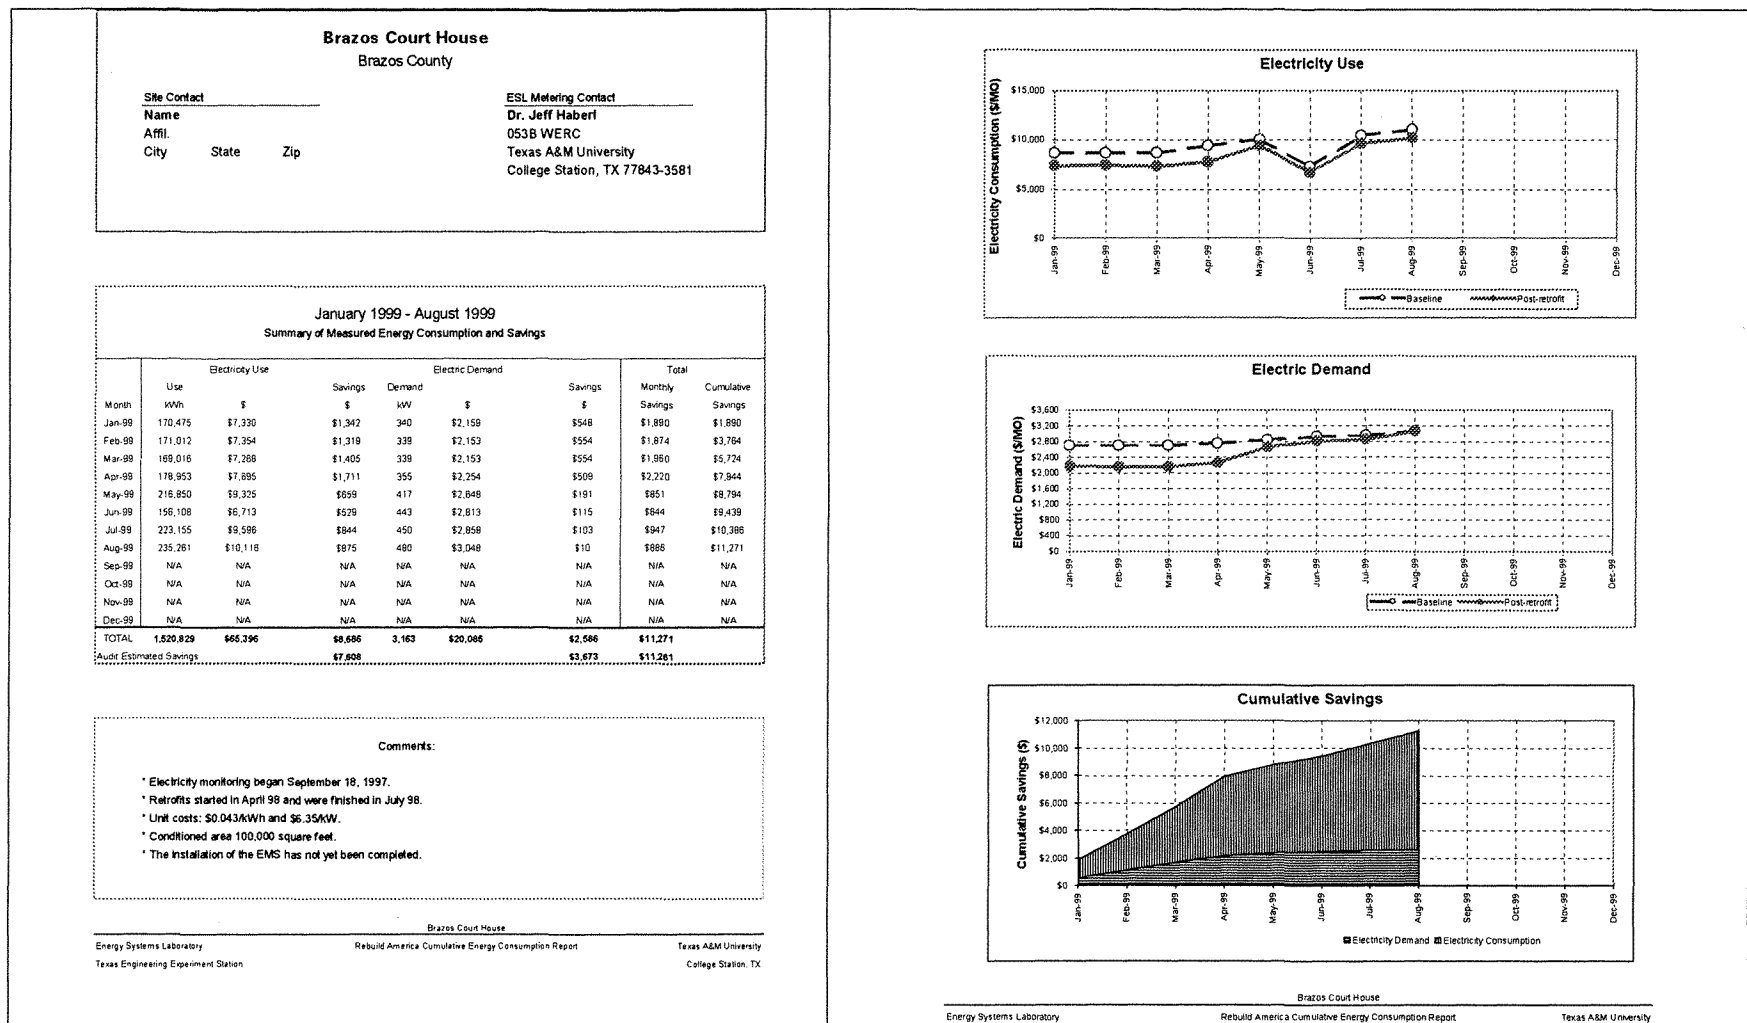 Brazos Court House
Brazos County
Site Contact
Name
Affil.
City State Zip
ESL Metering Contact
Dr. Jeff Haberl
053B WERC
Texas A&M University
College Station, TX 77843-3581
January 1999 - August 1999
Summary of Measured Energy Consumption and Savings
Electricity Use Electric Demand Total
Use Savings Demand Savings Monthly Cumulative
Month kWh $ $ kW $ $ Savings Savings
Jan-99 170,475 $7,330 $1,342 340 $2,159 $548 $1,890 $1,890
Feb-99 171,012 $7,354 $1,319 339 $2,153 $554 $1,874 $3,764
Mar-99 169,016 $7,268 $1,405 339 $2,153 $554 $1,960 $5,724
Apr-99 178,953 $7,695 $1,711 355 $2,254 $509 $2,220 $7,944
May-99 216,850 $9,325 $659 417 $2,648 $191 $851 $8,794
Jun-99 156,108 $6,713 $529 443 $2,813 $115 $644 $9,439
Jul-99 223,155 $9,596 $844 450 $2,858 $103 $947 $10,386
Aug-99 235,261 $10,116 $875 480 $3,048 $10 $886 $11,271
Sep-99 N/A N/A N/A N/A N/A N/A N/A N/A
Oct-99 N/A N/A N/A N/A N/A N/A N/A N/A
Nov-99 N/A N/A N/A N/A N/A N/A N/A N/A
Dec-99 N/A N/A N/A N/A N/A N/A N/A N/A
TOTAL 1,520,829 $65,396 $8,686 3,163 $20,085 $2,586 $11,271
Audit Estimated Savings $7,608 $3,673 $11,281
Comments:
* Electricity monitoring began September 18, 1997.
* Retrofits started in April 98 and were finished in July 98.
* Unit costs: $0.043/kWh and $6.35/kW.
* Conditioned area 100,000 square feet.
* The installation of the EMS has not yet been completed.
Brazos Court House
Energy Systems Laboratory Rebuild America Cumulative Energy Consumption Report Texas A&M University
Texas Engineering Experiment Station College Station, TX
Electricity Use
Electricity Consumption ($/MO)
$15,000
$10,000
$5,000
$0
Jan-99 Feb-99 Mar-99 Apr-99 May-99 Jun-99 Jul-99 Aug-99 Sep-99 Oct-99 Nov-99 Dec-99
Baseline Post-retrofit
Electric Demand
Electric Demand ($/MO)
$3,600
$3,200
$2,800
$2,400
$2,000
$1,600
$1,200
$800
$400
$0
Jan-99 Feb-99 Mar-99 Apr-99 May-99 Jun-99 Jul-99 Aug-99 Sep-99 Oct-99 Nov-99 Dec-99
Baseline Post-retrofit
Cumulative Savings
Cumulative Savings ($)
$12,000
$10,000
$8,000
$6,000
$4,000
$2,000
$0
Jan-99 Feb-99 Mar-99 Apr-99 May-99 Jun-99 Jul-99 Aug-99 Sep-99 Oct-99 Nov-99 Dec-99
Electricity Demand Electricity Consumption
Brazos Court House
Energy Systems Laboratory Rebuild America Cumulative Energy Consumption Report Texas A&M University